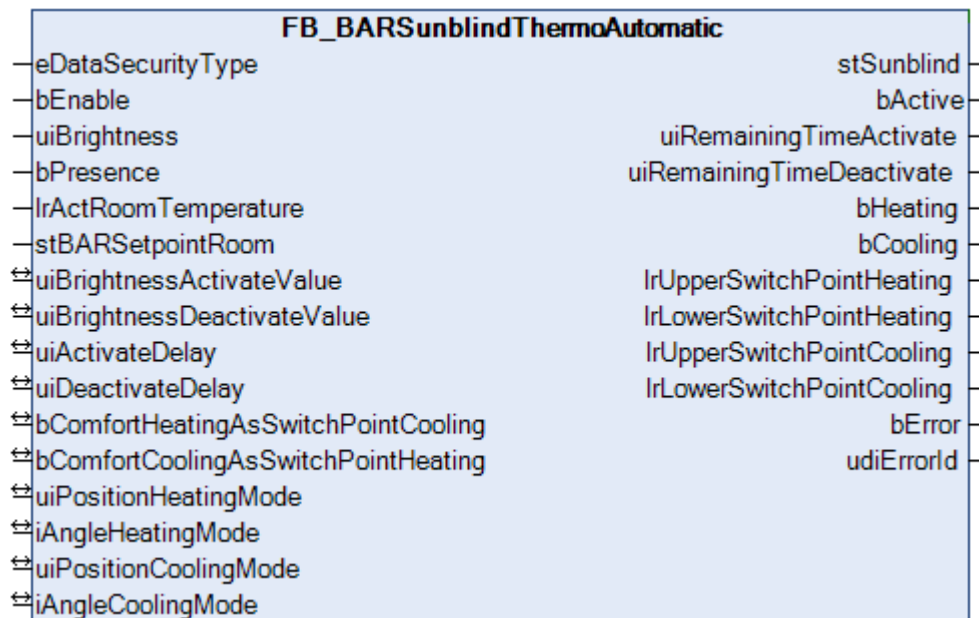 FB_BARSunblindThermoAutomatic
eDataSecurityType stSunblind
bEnable bActive
uiBrightness uiRemainingTimeActivate
bPresence uiRemainingTimeDeactivate
lrActRoomTemperature bHeating
stBARSetpointRoom bCooling
uiBrightnessActivateValue lrUpperSwitchPointHeating
uiBrightnessDeactivateValue lrLowerSwitchPointHeating
uiActivateDelay lrUpperSwitchPointCooling
uiDeactivateDelay lrLowerSwitchPointCooling
bComfortHeatingAsSwitchPointCooling bError
bComfortCoolingAsSwitchPointHeating udiErrorId
uiPositionHeatingMode
iAngleHeatingMode
uiPositionCoolingMode
iAngleCoolingMode